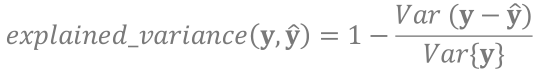 explained_variance(y, ŷ) = 1 − Var (y − ŷ) / Var{y}